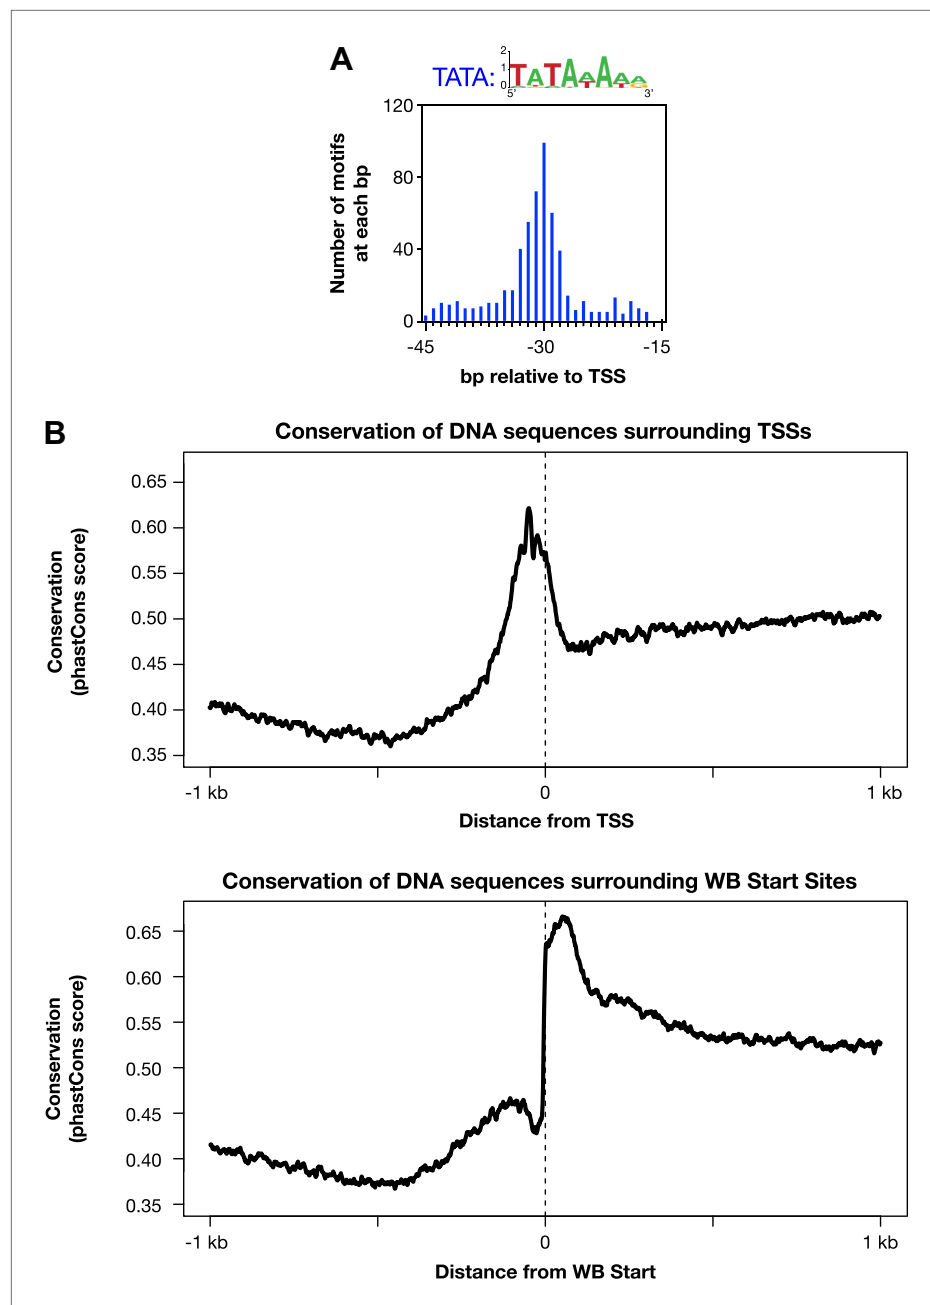 A
TATA:
2
1
0
TATAAAAA
5'
3'
Number of motifs
at each bp
120
80
40
0
-45
-30
-15
bp relative to TSS
B
Conservation of DNA sequences surrounding TSSs
Conservation
(phastCons score)
0.65
0.60
0.55
0.50
0.45
0.40
0.35
-1 kb
0
1 kb
Distance from TSS
Conservation of DNA sequences surrounding WB Start Sites
Conservation
(phastCons score)
0.65
0.60
0.55
0.50
0.45
0.40
0.35
-1 kb
0
1 kb
Distance from WB Start